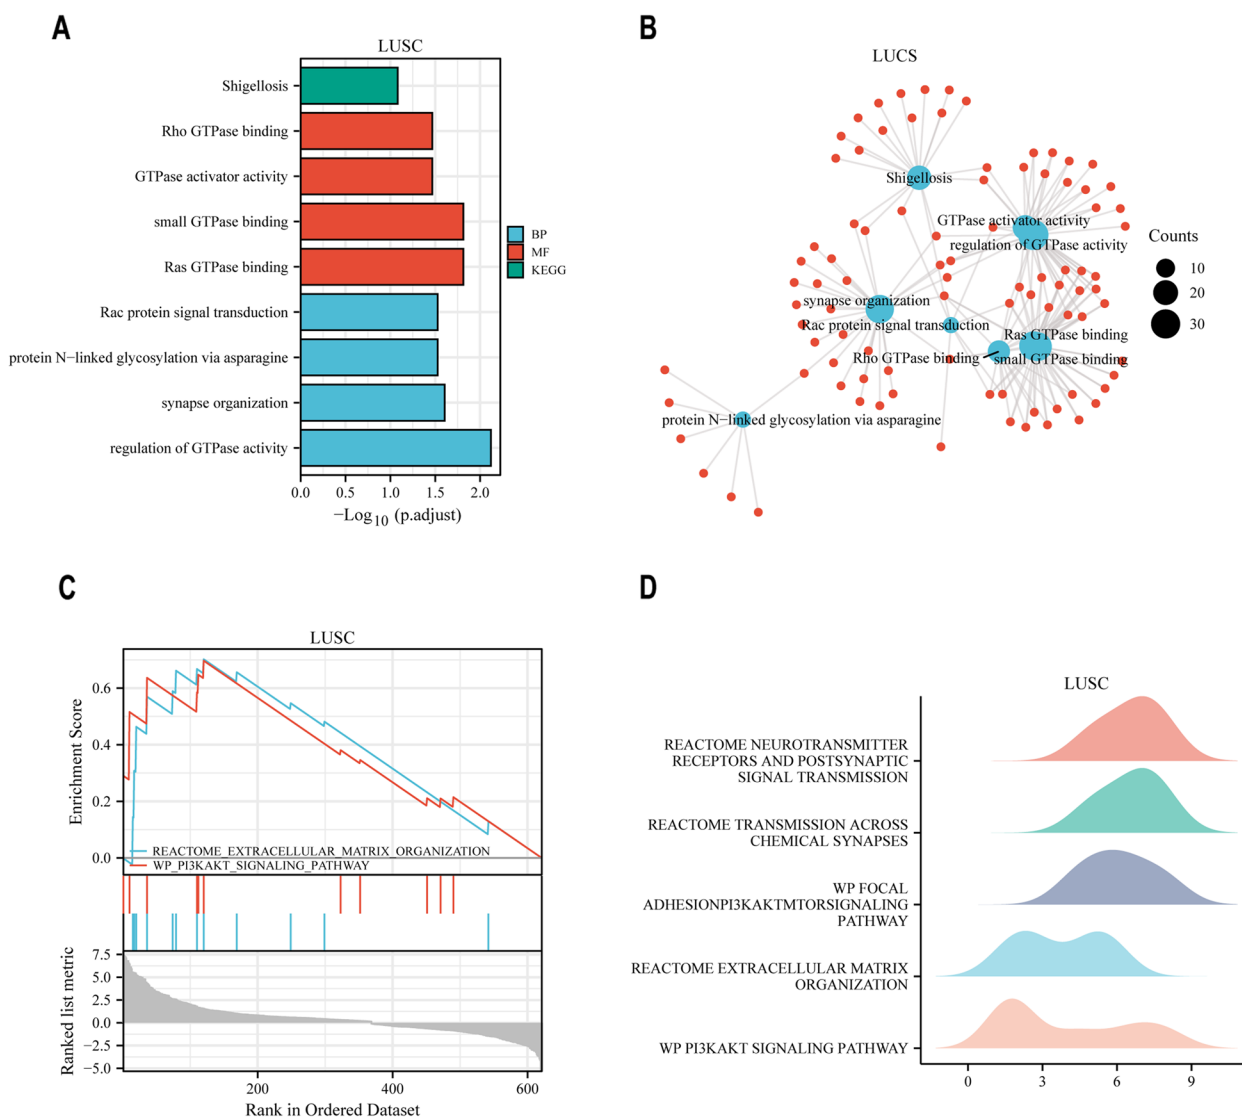 A
LUSC
Shigellosis
Rho GTPase binding
GTPase activator activity
small GTPase binding
Ras GTPase binding
Rac protein signal transduction
protein N−linked glycosylation via asparagine
synapse organization
regulation of GTPase activity
0.0 0.5 1.0 1.5 2.0
−Log10 (p.adjust)
BP
MF
KEGG
B
LUCS
Shigellosis
GTPase activator activity
regulation of GTPase activity
synapse organization
Rac protein signal transduction
Ras GTPase binding
Rho GTPase binding
small GTPase binding
protein N−linked glycosylation via asparagine
Counts
10
20
30
C
LUSC
Enrichment Score
0.6
0.4
0.2
0.0
REACTOME_EXTRACELLULAR_MATRIX_ORGANIZATION
WP_PI3KAKT_SIGNALING_PATHWAY
Ranked list metric
7.5
5.0
2.5
0.0
−2.5
−5.0
200 400 600
Rank in Ordered Dataset
D
LUSC
REACTOME NEUROTRANSMITTER
RECEPTORS AND POSTSYNAPTIC
SIGNAL TRANSMISSION
REACTOME TRANSMISSION ACROSS
CHEMICAL SYNAPSES
WP FOCAL
ADHESIONPI3KAKTMTORSIGNALING
PATHWAY
REACTOME EXTRACELLULAR MATRIX
ORGANIZATION
WP PI3KAKT SIGNALING PATHWAY
0 3 6 9